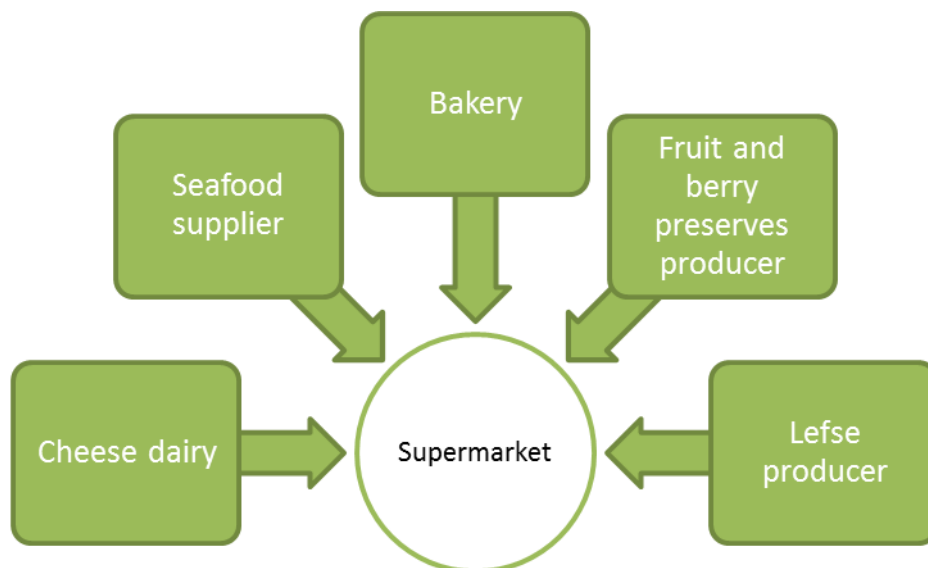 Bakery
Seafood
supplier
Fruit and
berry
preserves
producer
Cheese dairy
Supermarket
Lefse
producer